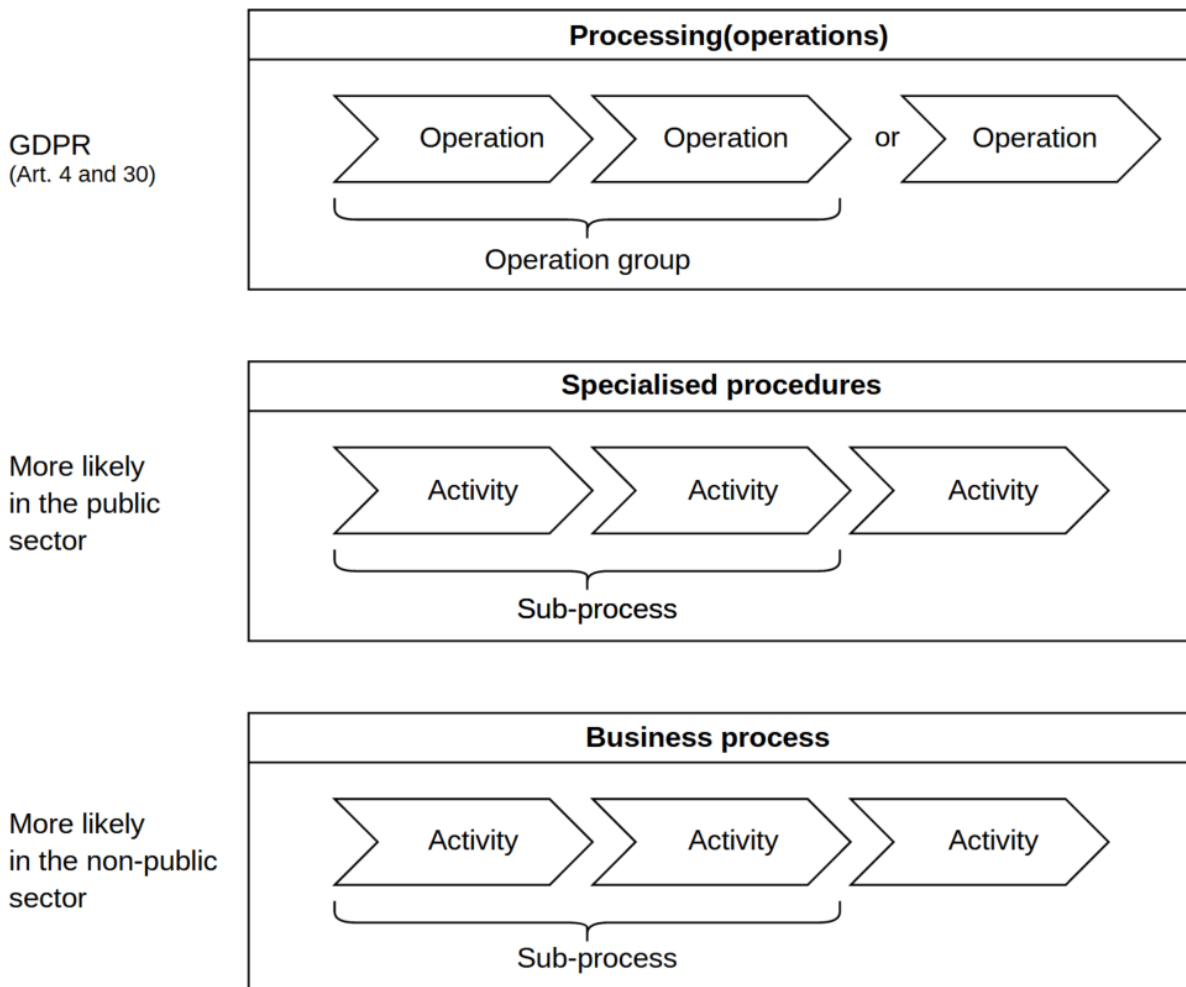 Processing(operations)
GDPR
(Art. 4 and 30)
Operation
Operation
or
Operation
Operation group
Specialised procedures
More likely
in the public
sector
Activity
Activity
Activity
Sub-process
Business process
More likely
in the non-public
sector
Activity
Activity
Activity
Sub-process